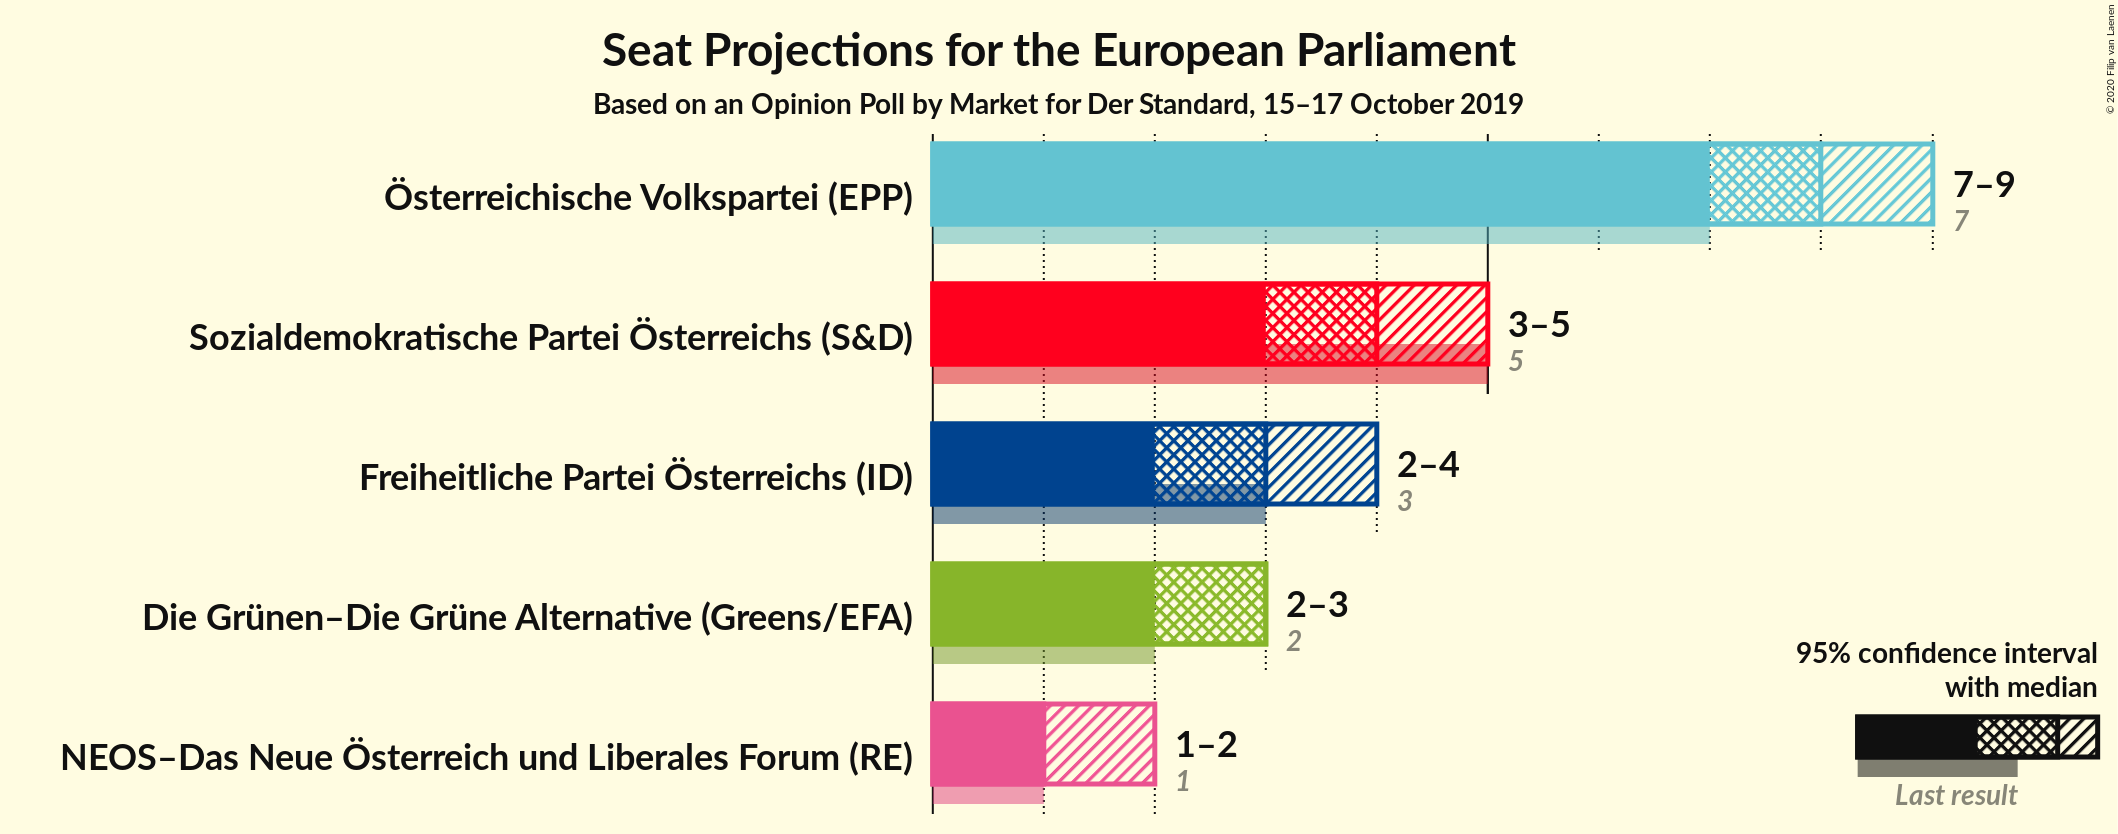 Seat Projections for the European Parliament
Based on an Opinion Poll by Market for Der Standard, 15–17 October 2019
© 2020 Filip van Laenen
Österreichische Volkspartei (EPP)
7–9
7
Sozialdemokratische Partei Österreichs (S&D)
3–5
5
Freiheitliche Partei Österreichs (ID)
2–4
3
Die Grünen–Die Grüne Alternative (Greens/EFA)
2–3
2
NEOS–Das Neue Österreich und Liberales Forum (RE)
1–2
1
95% confidence interval
with median
Last result